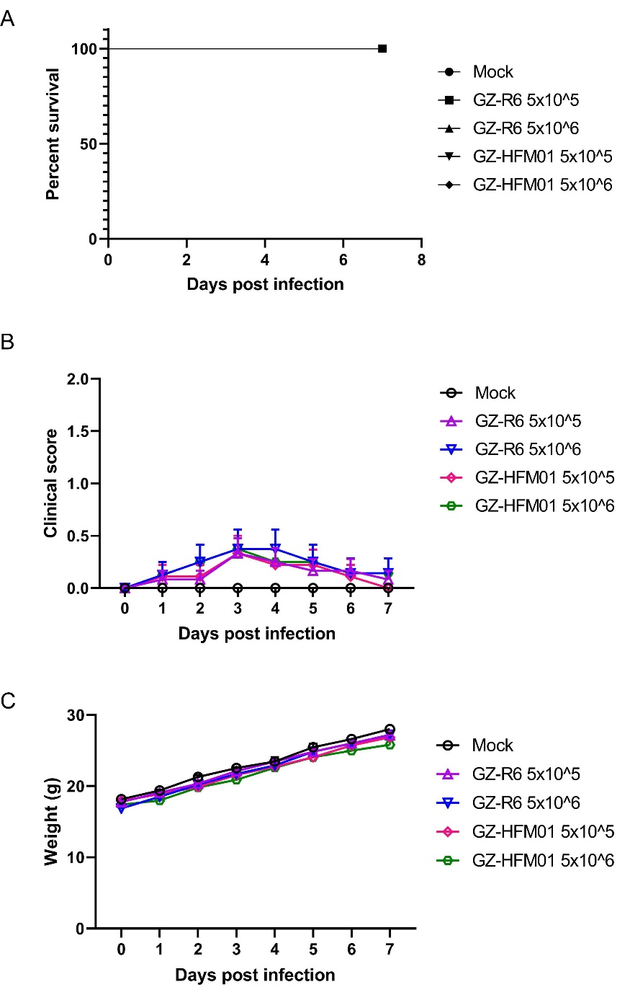 A
100
50
0
Percent survival
0 2 4 6 8
Days post infection
Mock
GZ-R6 5x10^5
GZ-R6 5x10^6
GZ-HFM01 5x10^5
GZ-HFM01 5x10^6
B
2.0
1.5
1.0
0.5
0.0
Clinical score
0 1 2 3 4 5 6 7
Days post infection
Mock
GZ-R6 5x10^5
GZ-R6 5x10^6
GZ-HFM01 5x10^5
GZ-HFM01 5x10^6
C
30
20
10
0
Weight (g)
0 1 2 3 4 5 6 7
Days post infection
Mock
GZ-R6 5x10^5
GZ-R6 5x10^6
GZ-HFM01 5x10^5
GZ-HFM01 5x10^6